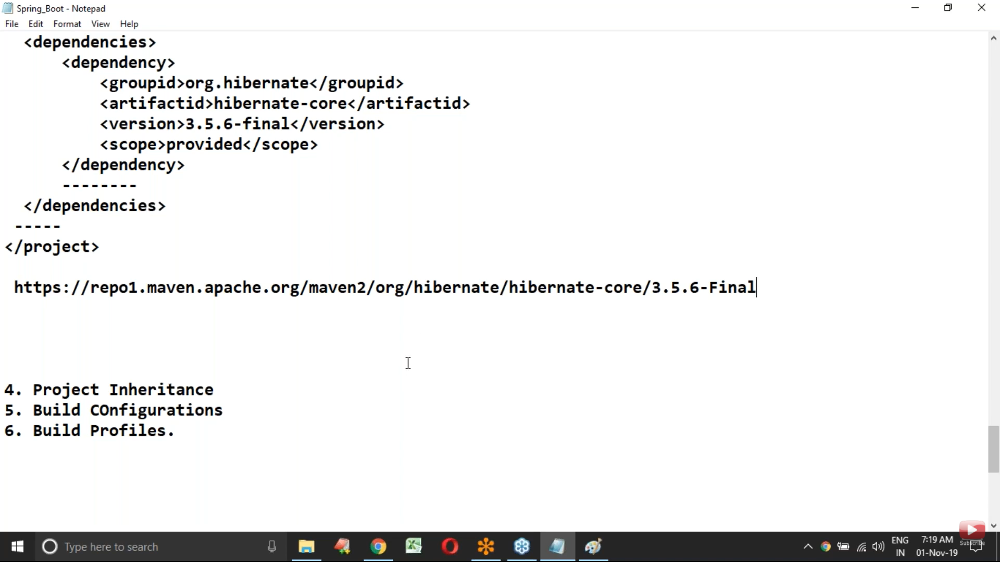 Spring_Boot - Notepad
File Edit Format View Help
<dependencies>
<dependency>
<groupid>org.hibernate</groupid>
<artifactid>hibernate-core</artifactid>
<version>3.5.6-final</version>
<scope>provided</scope>
</dependency>
--------
</dependencies>
-----
</project>
https://repo1.maven.apache.org/maven2/org/hibernate/hibernate-core/3.5.6-Final
4. Project Inheritance
5. Build COnfigurations
6. Build Profiles.
Type here to search
ENG
IN
7:19 AM
01-Nov-19
Subscribe